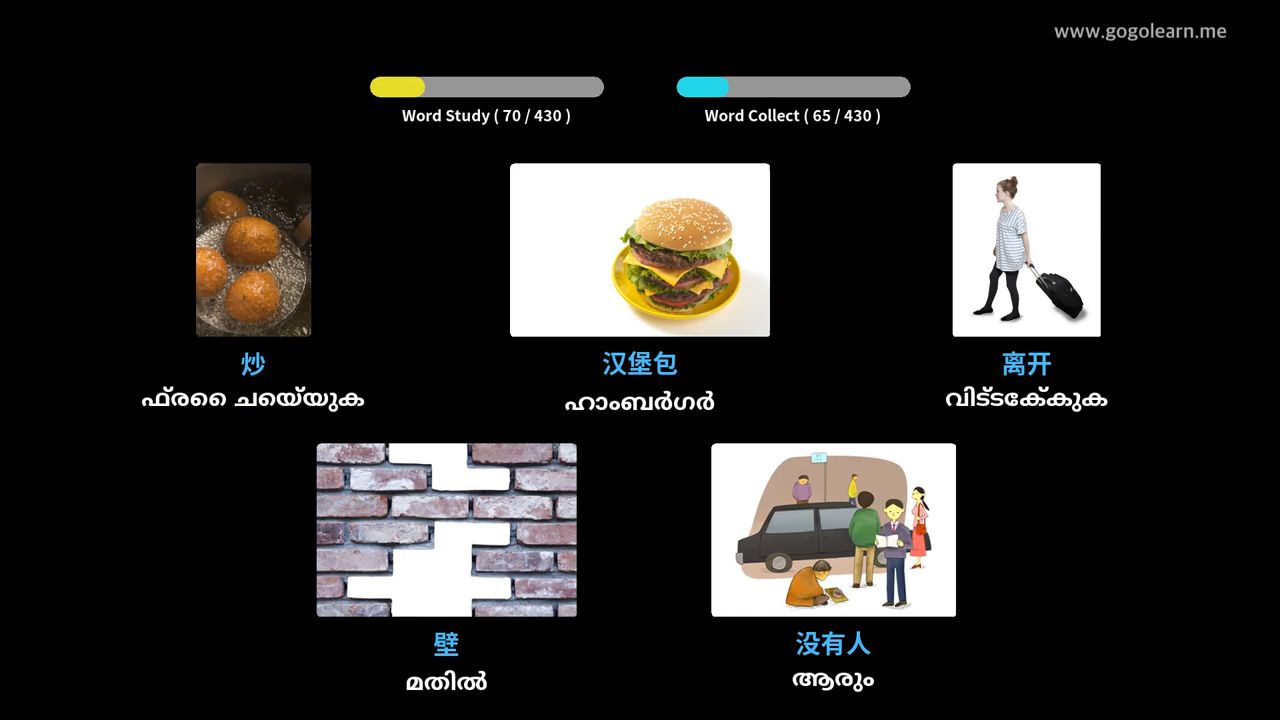 www.gogolearn.me
Word Study ( 70 / 430 )
Word Collect ( 65 / 430 )
炒
ഫ്രൈ ചെയ്യുക
汉堡包
ഹാംബർഗർ
离开
വിട്ടേക്കുക
壁
മതിൽ
没有人
ആരും